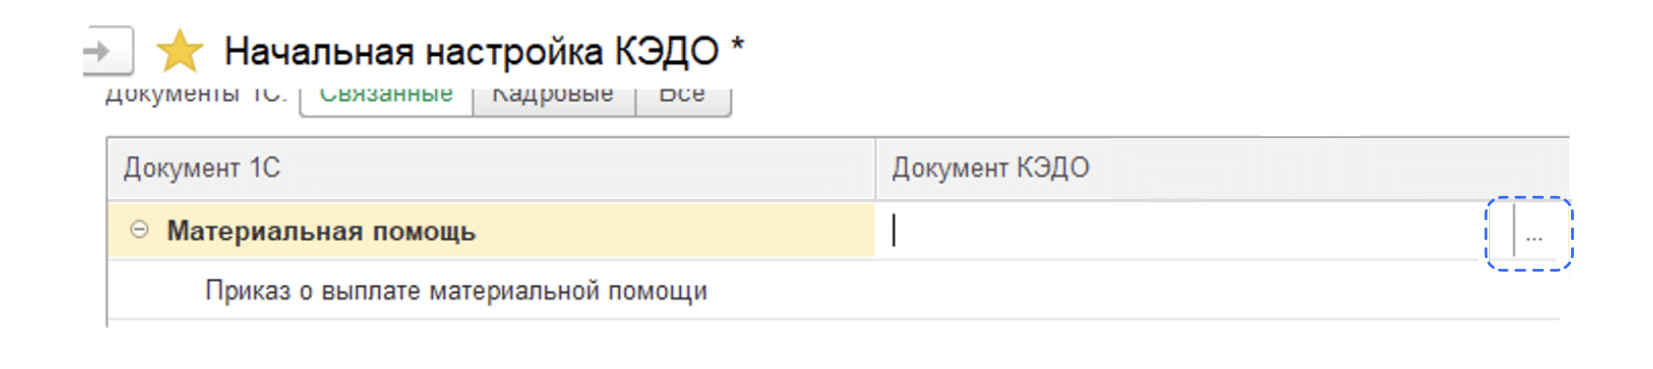 Начальная настройка КЭДО *
Документы 1С: Связанные Кадровые Все
Документ 1С Документ КЭДО
Материальная помощь ...
Приказ о выплате материальной помощи